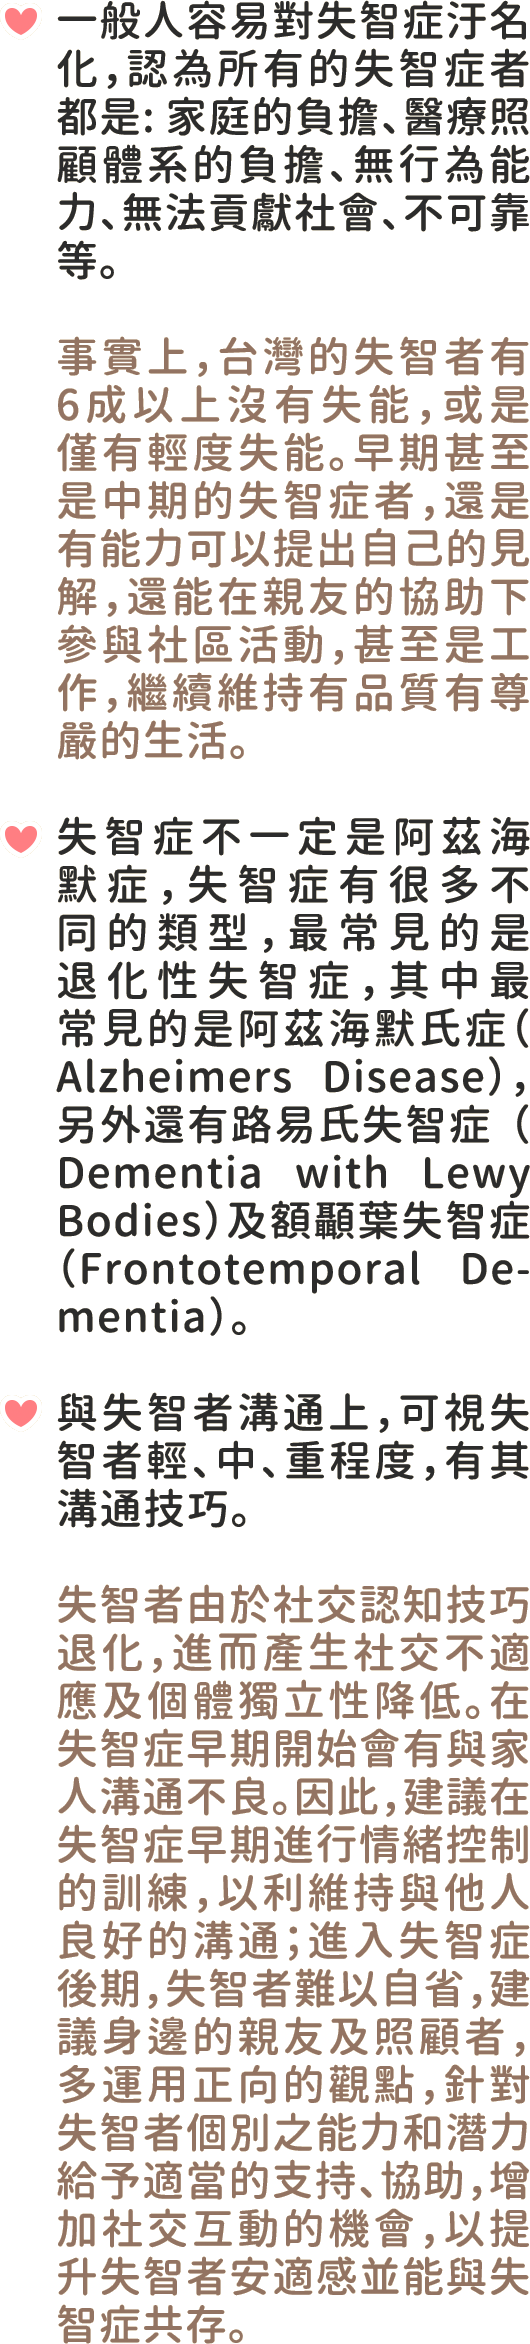 一般人容易對失智症汙名
化，認為所有的失智症者
都是：家庭的負擔、醫療照
顧體系的負擔、無行為能
力、無法貢獻社會、不可靠
等。
事實上，台灣的失智者有
6成以上沒有失能，或是
僅有輕度失能。早期甚至
是中期的失智症者，還是
有能力可以提出自己的見
解，還能在親友的協助下
參與社區活動，甚至是工
作，繼續維持有品質有尊
嚴的生活。
失智症不一定是阿茲海
默症，失智症有很多不
同的類型，最常見的是
退化性失智症，其中最
常見的是阿茲海默氏症（
Alzheimers Disease），
另外還有路易氏失智症（
Dementia with Lewy
Bodies）及額顳葉失智症
（Frontotemporal De-
mentia）。
與失智者溝通上，可視失
智者輕、中、重程度，有其
溝通技巧。
失智者由於社交認知技巧
退化，進而產生社交不適
應及個體獨立性降低。在
失智症早期開始會有與家
人溝通不良。因此，建議在
失智症早期進行情緒控制
的訓練，以利維持與他人
良好的溝通；進入失智症
後期，失智者難以自省，建
議身邊的親友及照顧者，
多運用正向的觀點，針對
失智者個別之能力和潛力
給予適當的支持、協助，增
加社交互動的機會，以提
升失智者安適感並能與失
智症共存。